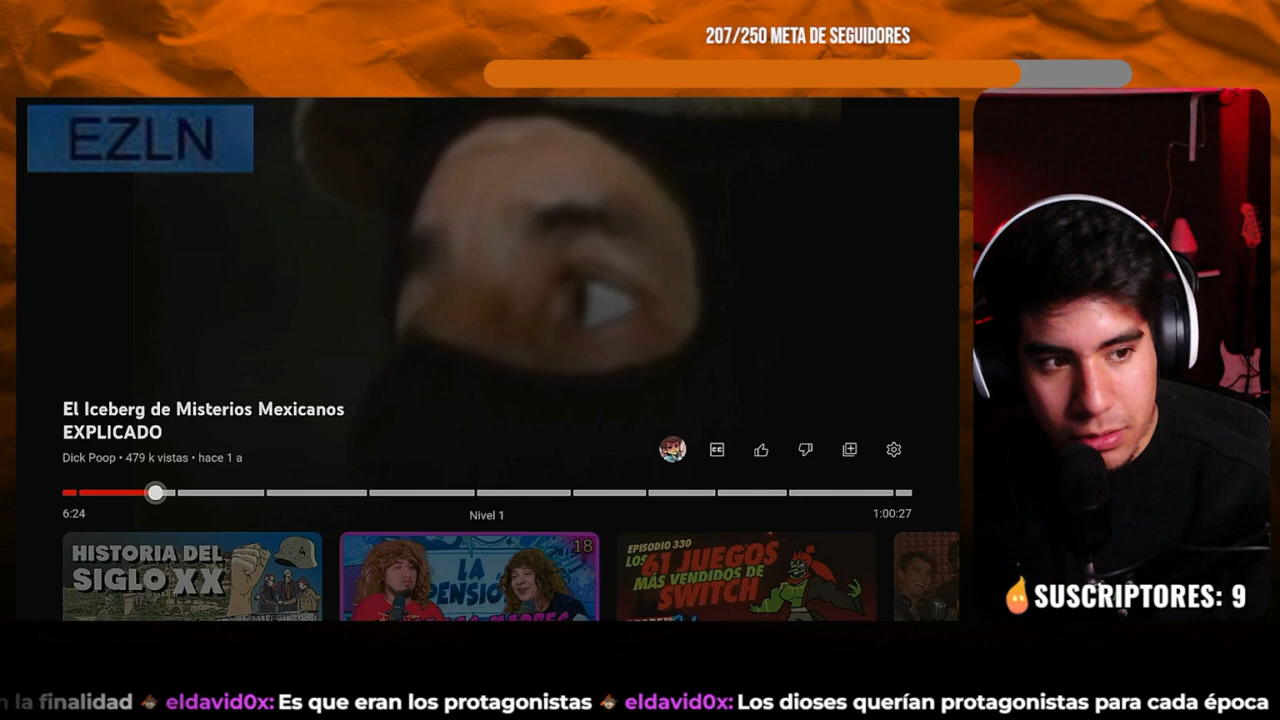 207/250 META DE SEGUIDORES
EZLN
El Iceberg de Misterios Mexicanos
EXPLICADO
Dick Poop • 479 k vistas • hace 1 a
CC
6:24
Nivel 1
1:00:27
HISTORIA DEL
SIGLO XX
18
LA
PENSIÓ
EPISODIO 330
LOS 61 JUEGOS
MÁS VENDIDOS DE
SWITCH
SUSCRIPTORES: 9
la finalidad eldavid0x: Es que eran los protagonistas eldavid0x: Los dioses querían protagonistas para cada época